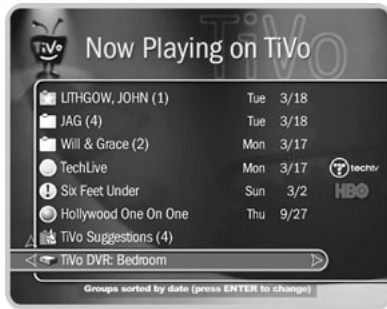 TiVo Now Playing on TiVo
LITHGOW, JOHN (1) Tue 3/18
JAG (4) Tue 3/18
Will & Grace (2) Mon 3/17
TechLive Mon 3/17 techtv
Six Feet Under Sun 3/2 HBO
Hollywood One On One Thu 9/27
TiVo Suggestions (4)
TiVo DVR: Bedroom
Groups sorted by date (press ENTER to change)